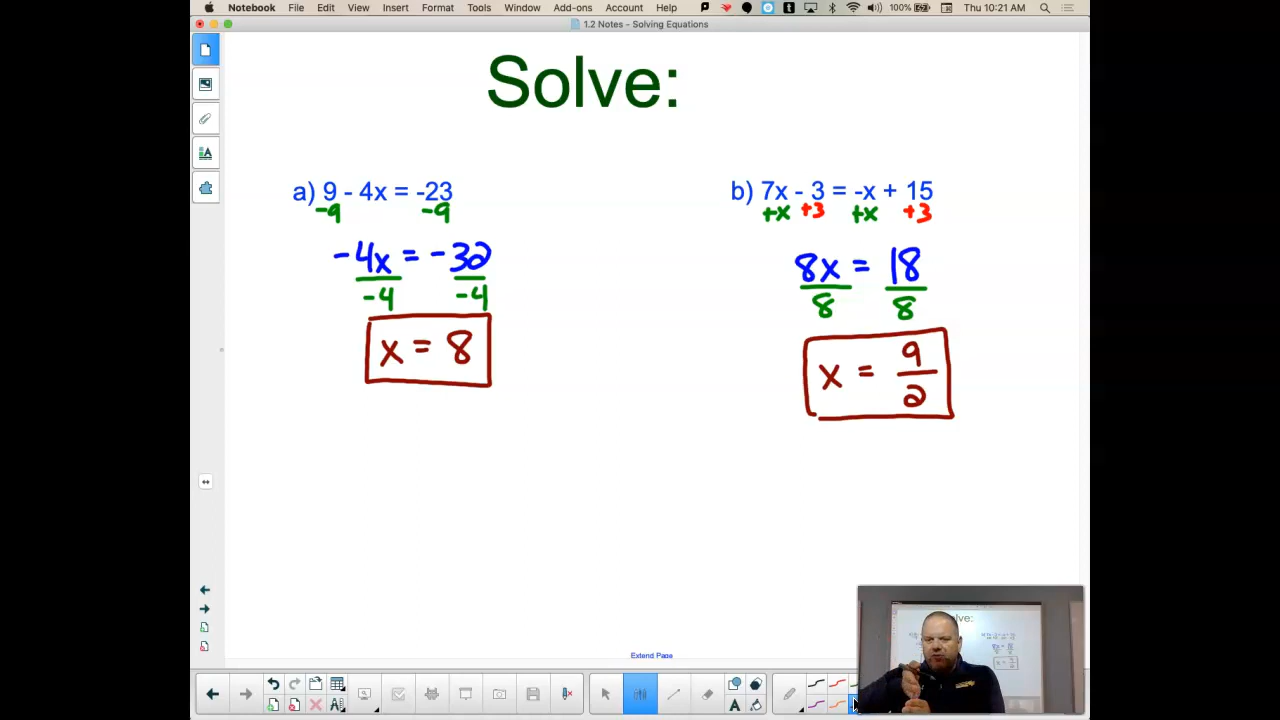 Notebook File Edit View Insert Format Tools Window Add-ons Account Help 100% Thu 10:21 AM
1.2 Notes - Solving Equations
Solve:
a) 9 - 4x = -23
-9 -9
-4x = -32
-4 -4
x = 8
b) 7x - 3 = -x + 15
+x +3 +x +3
8x = 18
8 8
x = 9
2
Extend Page